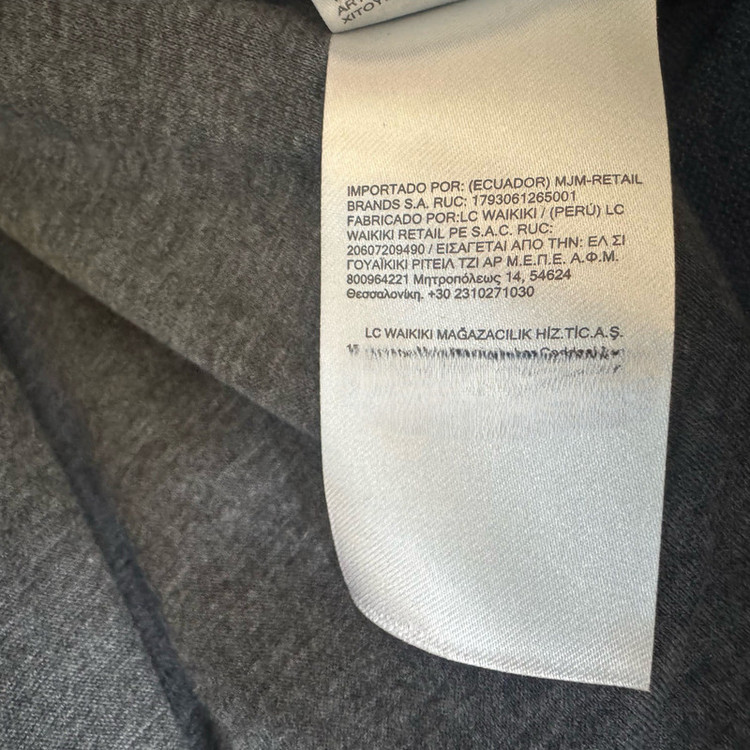 ΧΙΤΟΥ
IMPORTADO POR: (ECUADOR) MJM-RETAIL
BRANDS S.A. RUC: 1793061265001
FABRICADO POR:LC WAIKIKI / (PERÚ) LC
WAIKIKI RETAIL PE S.A.C. RUC:
20607209490 / ΕΙΣΑΓΕΤΑΙ ΑΠΟ ΤΗΝ: ΕΛ ΣΙ
ΓΟΥΑΪΚΙΚΙ ΡΙΤΕΙΛ ΤΖΙ ΑΡ Μ.Ε.Π.Ε. Α.Φ.Μ.
800964221 Μητροπόλεως 14, 54624
Θεσσαλονίκη. +30 2310271030
LC WAIKIKI MAĞAZACILIK HİZ.TİC.A.Ş.